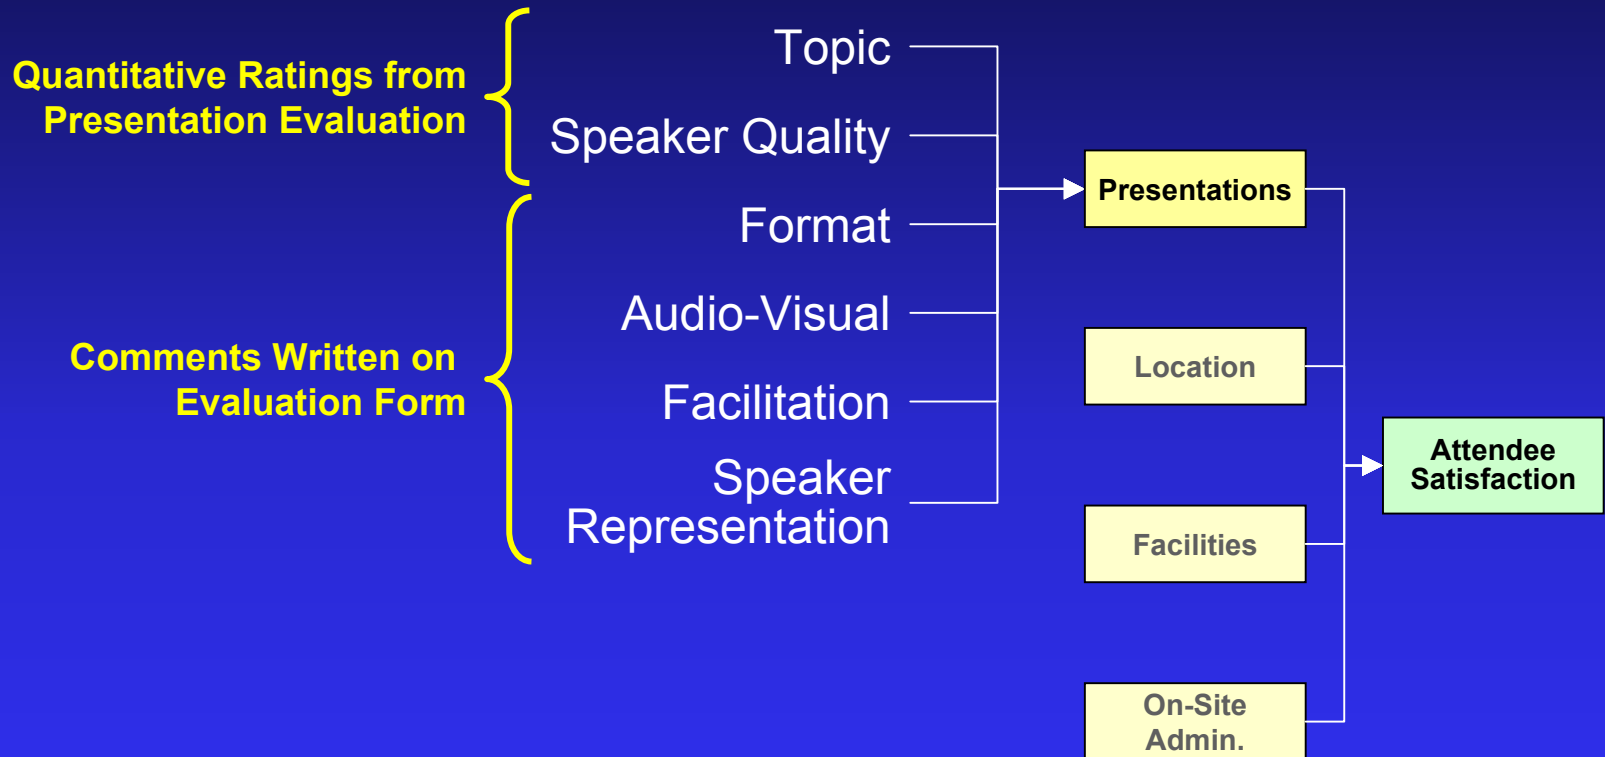 Quantitative Ratings from
Presentation Evaluation
Comments Written on
Evaluation Form
Topic
Speaker Quality
Format
Audio-Visual
Facilitation
Speaker
Representation
Presentations
Location
Facilities
On-Site
Admin.
Attendee
Satisfaction